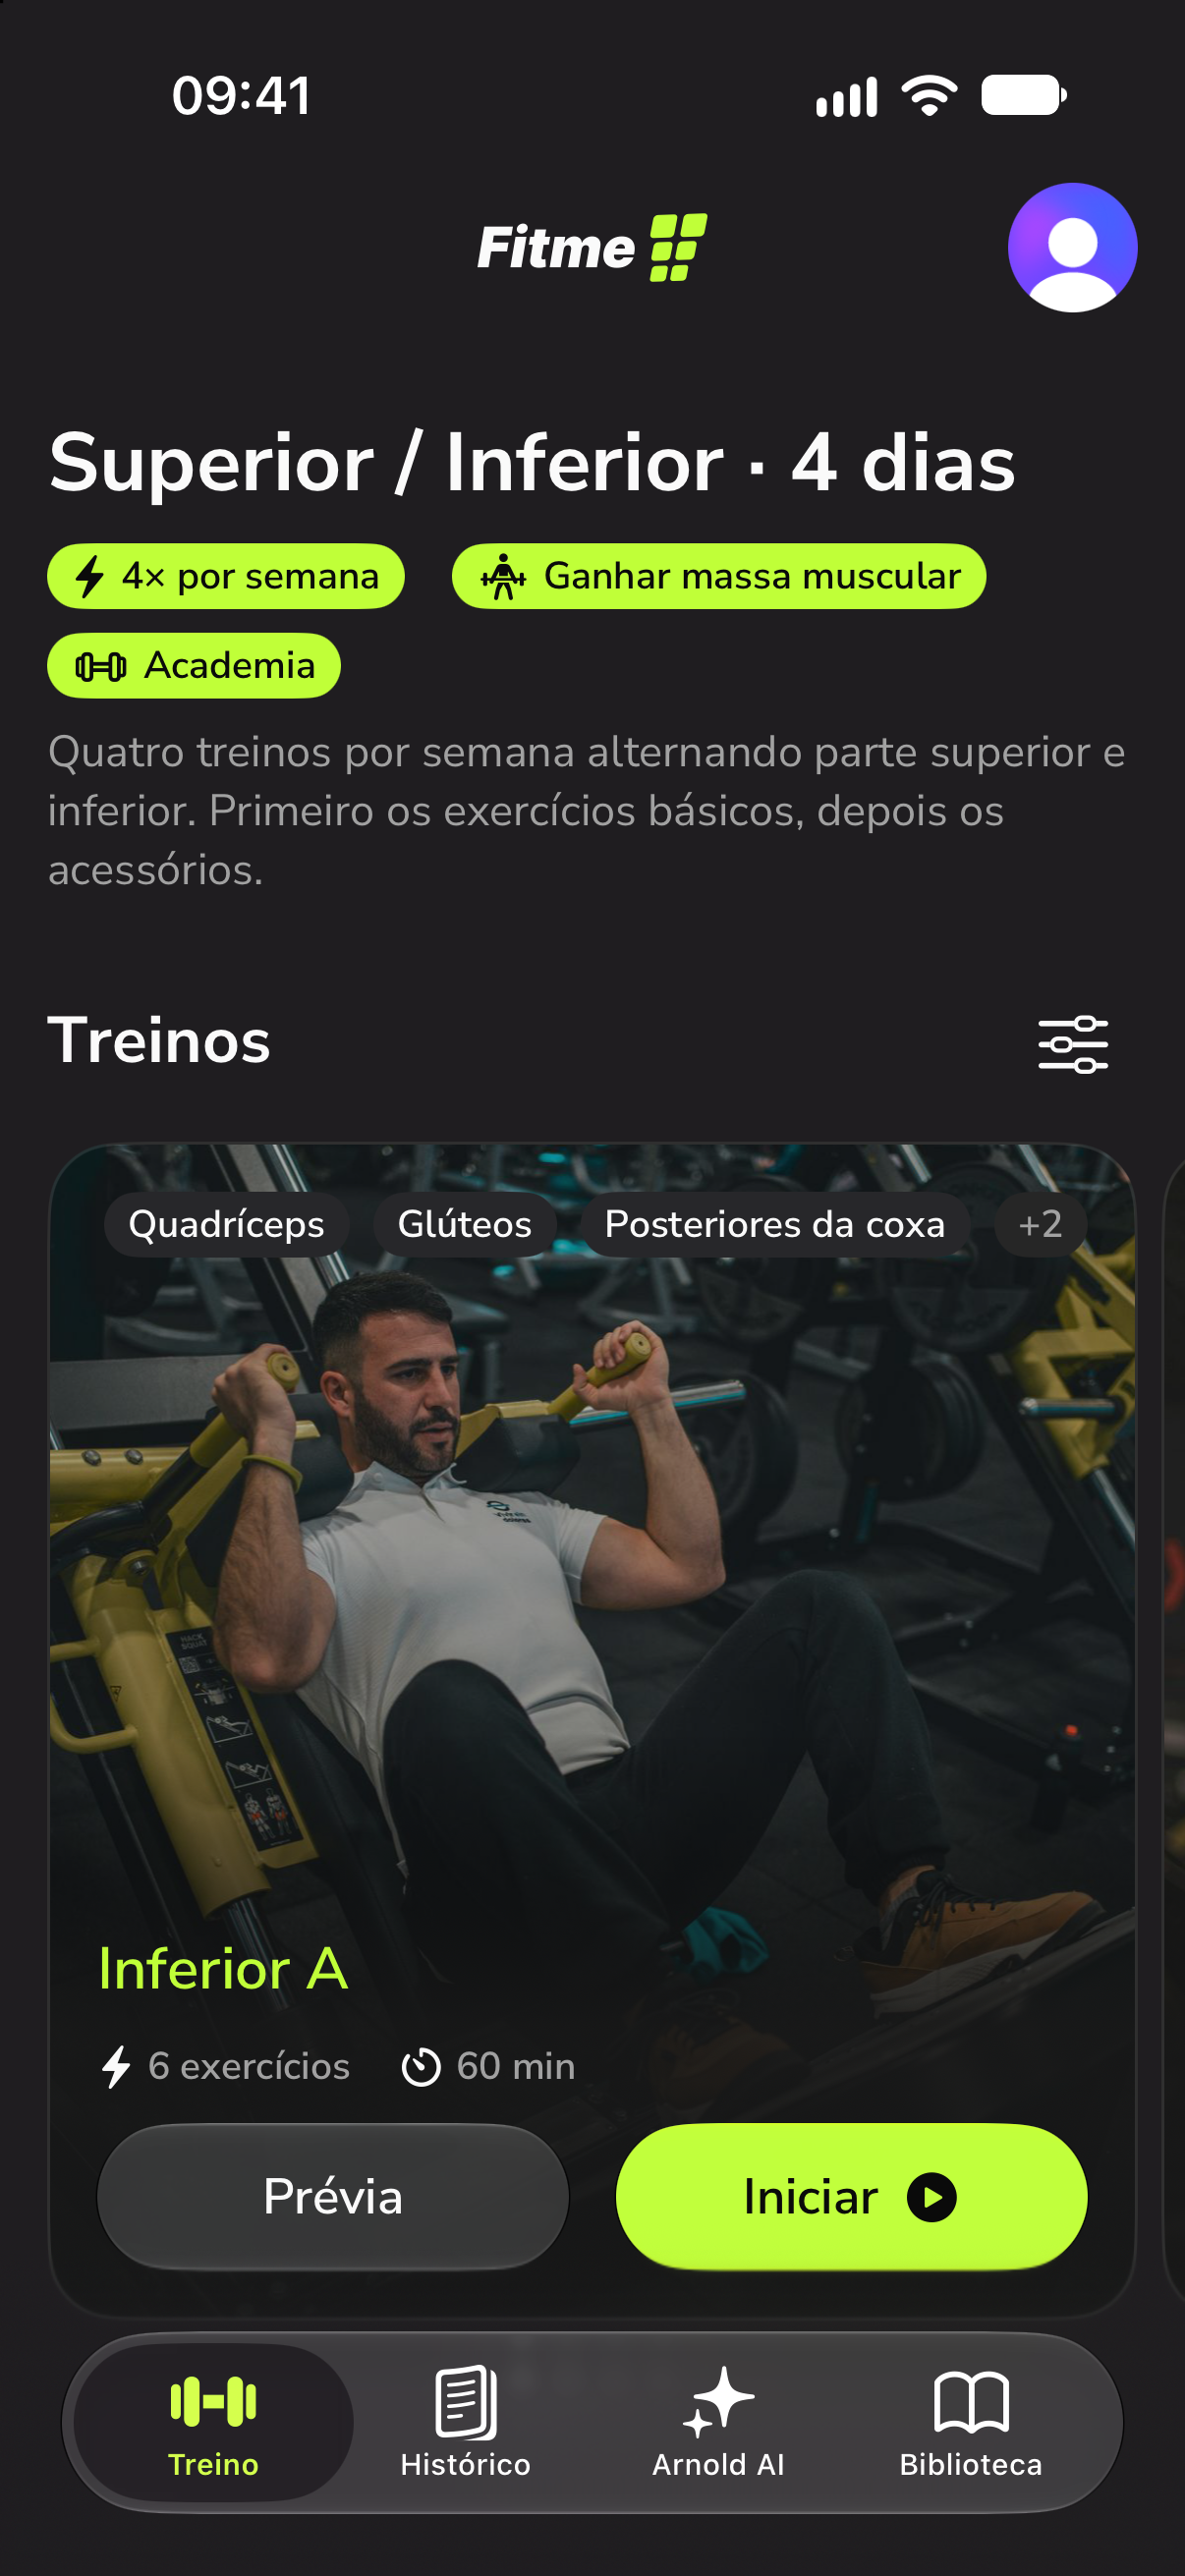 09:41
Fitme
Superior / Inferior · 4 dias
4× por semana
Ganhar massa muscular
Academia
Quatro treinos por semana alternando parte superior e
inferior. Primeiro os exercícios básicos, depois os
acessórios.
Treinos
Quadríceps
Glúteos
Posteriores da coxa
+2
HACK
SQUAT
Inferior A
6 exercícios
60 min
Prévia
Iniciar
Treino
Histórico
Arnold AI
Biblioteca